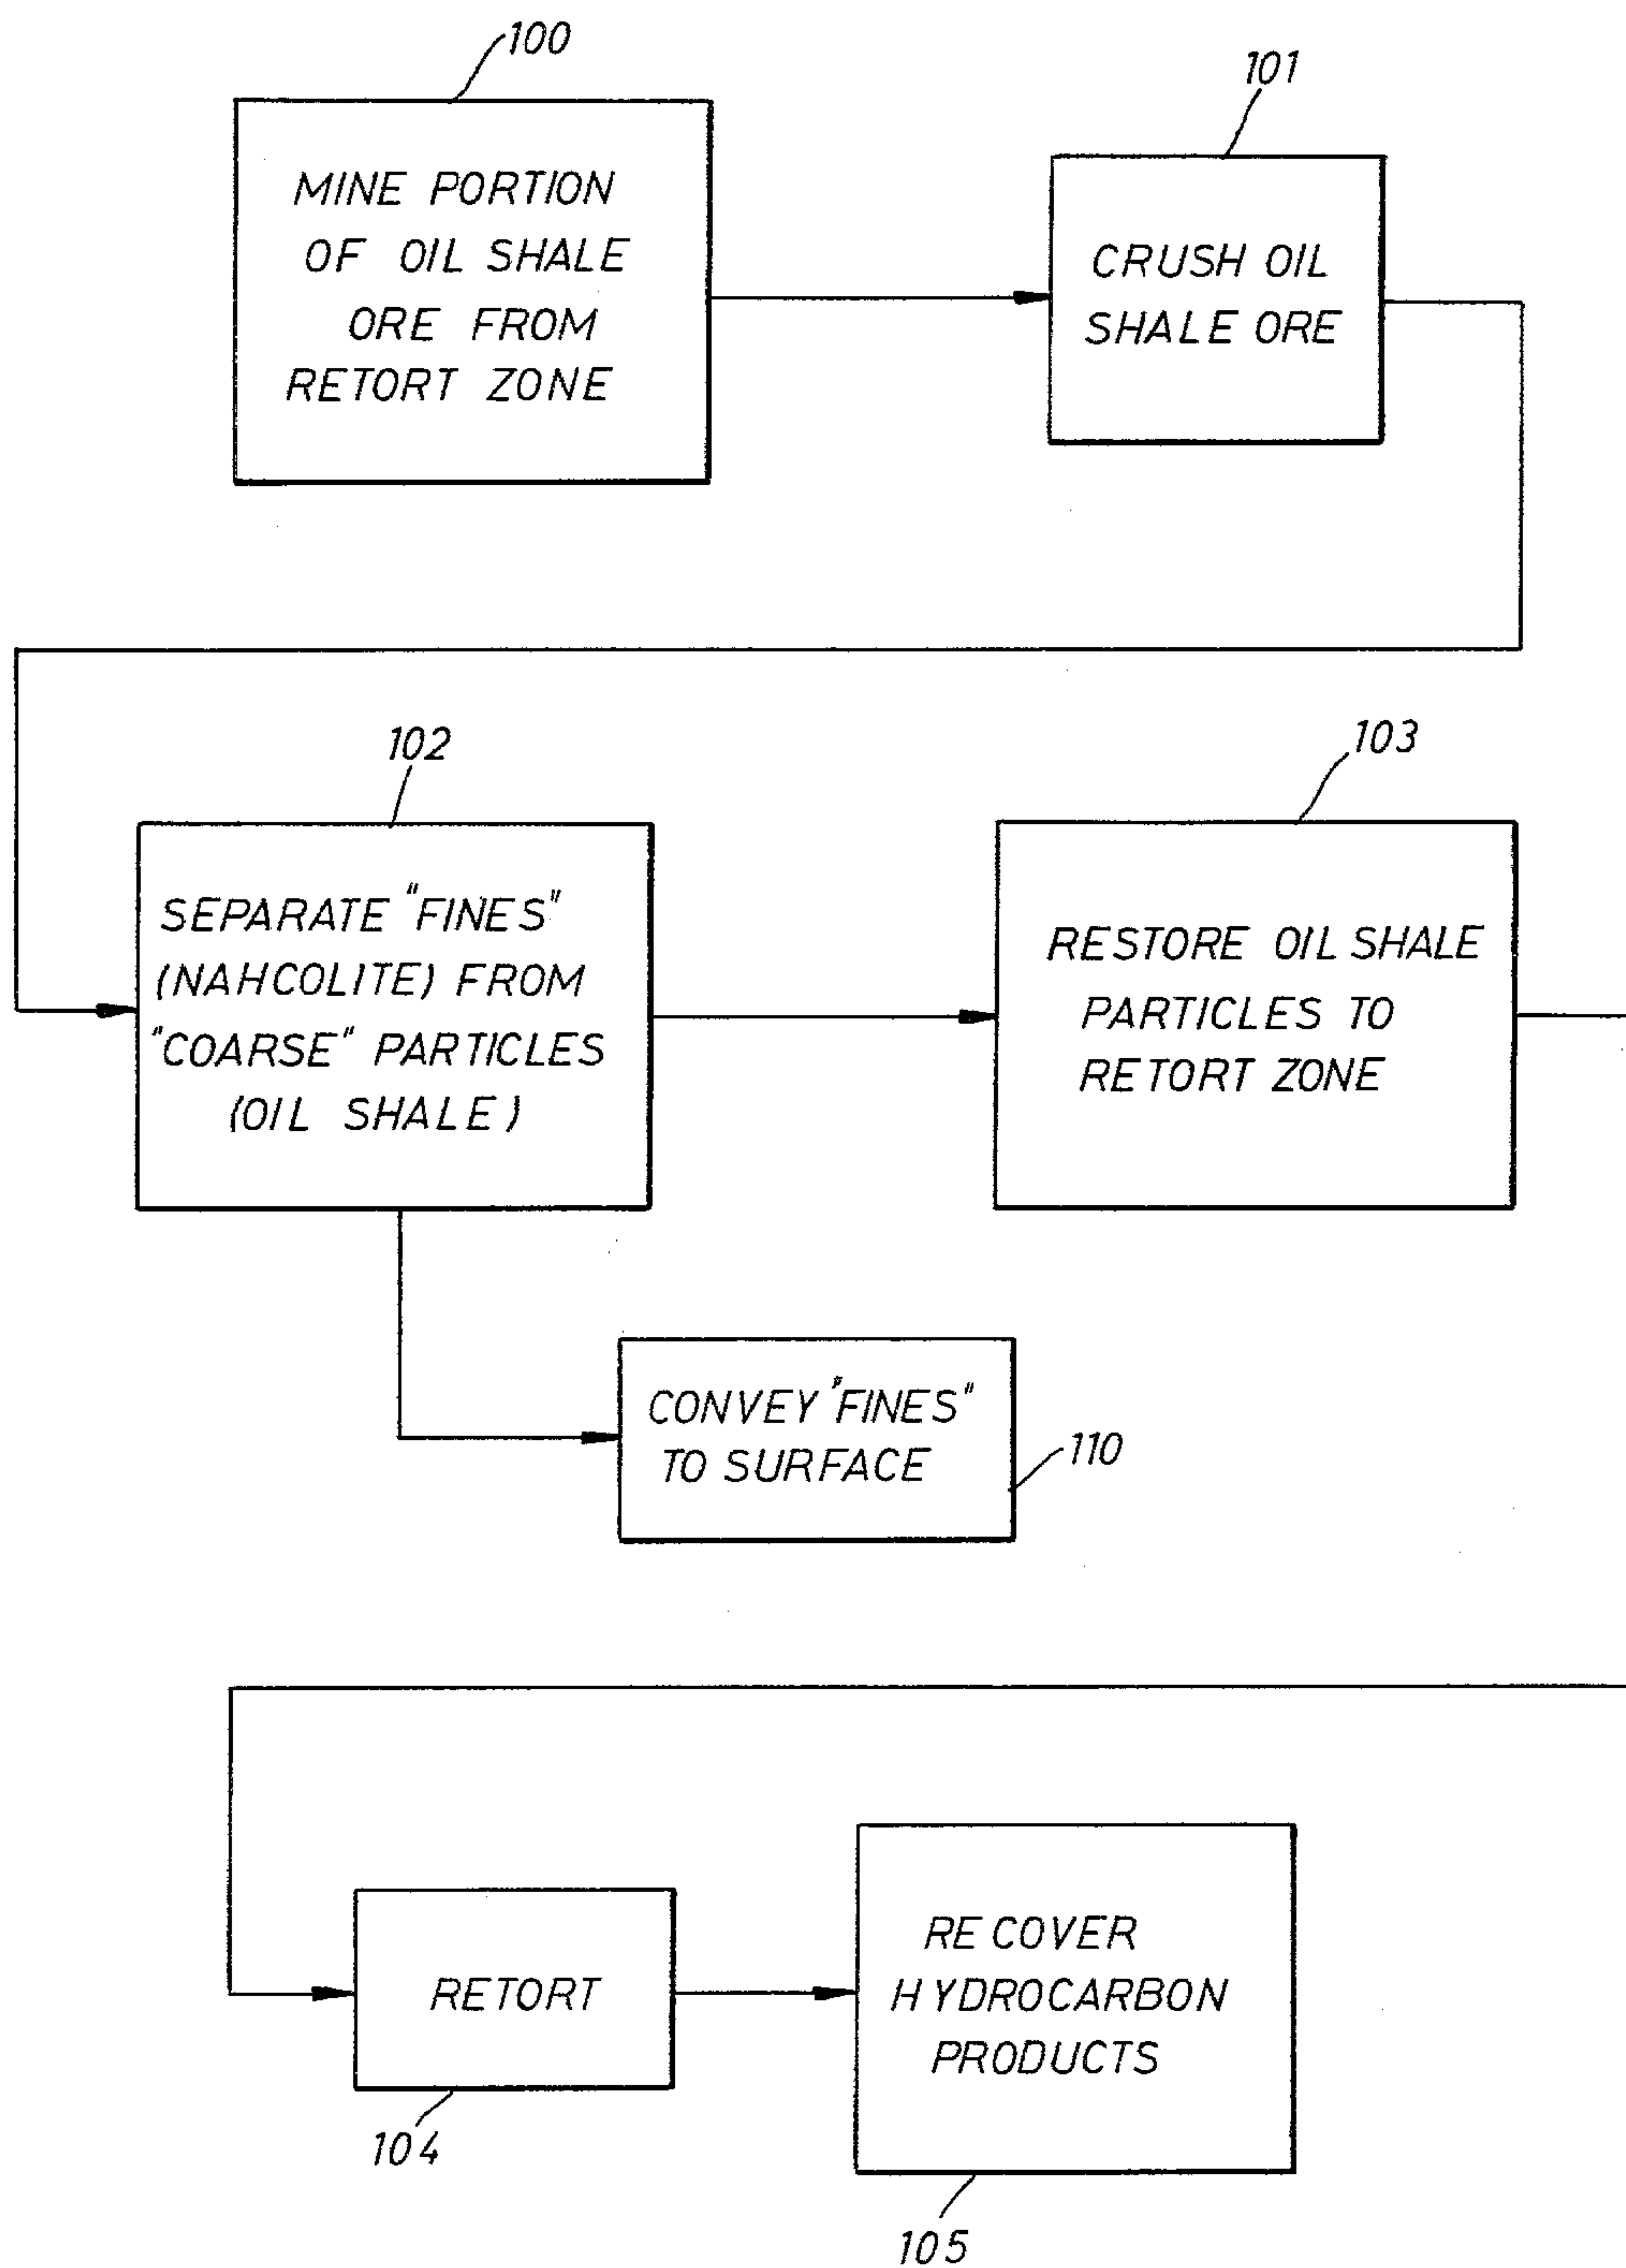 100
MINE PORTION
OF OIL SHALE
ORE FROM
RETORT ZONE
101
CRUSH OIL
SHALE ORE
102
SEPARATE "FINES"
(NAHCOLITE) FROM
"COARSE" PARTICLES
(OIL SHALE)
103
RESTORE OIL SHALE
PARTICLES TO
RETORT ZONE
CONVEY "FINES"
TO SURFACE
110
RETORT
104
RECOVER
HYDROCARBON
PRODUCTS
105